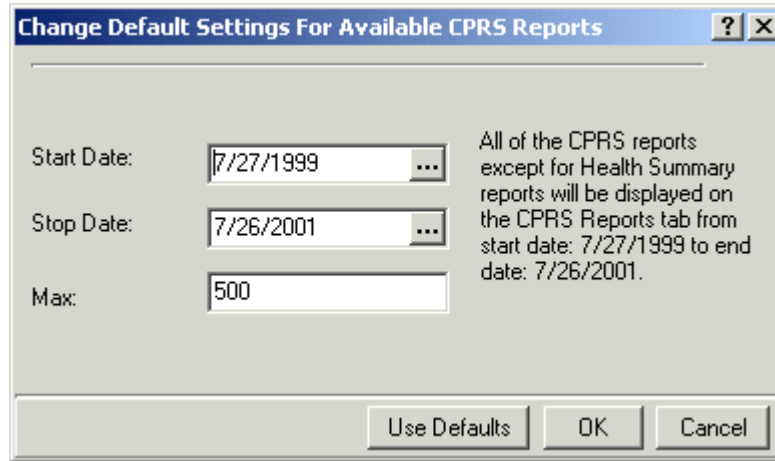 Change Default Settings For Available CPRS Reports
Start Date:
7/27/1999
...
Stop Date:
7/26/2001
...
Max:
500
All of the CPRS reports
except for Health Summary
reports will be displayed on
the CPRS Reports tab from
start date: 7/27/1999 to end
date: 7/26/2001.
Use Defaults
OK
Cancel